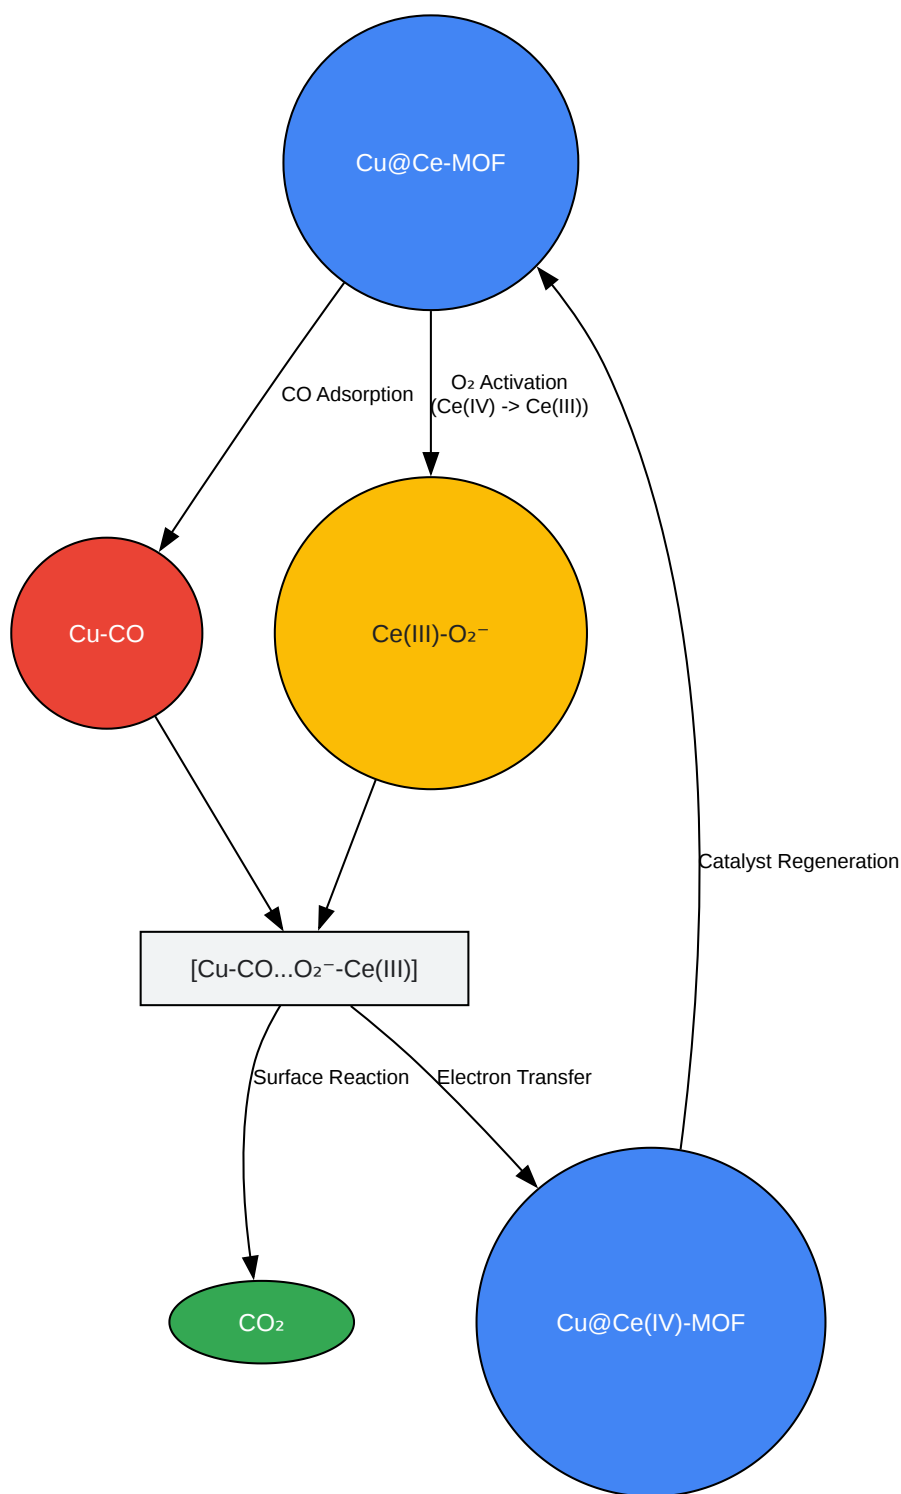 Cu@Ce-MOF
CO Adsorption
O₂ Activation
(Ce(IV) -> Ce(III))
Cu-CO
Ce(III)-O₂⁻
Catalyst Regeneration
[Cu-CO...O₂⁻-Ce(III)]
Surface Reaction
Electron Transfer
CO₂
Cu@Ce(IV)-MOF